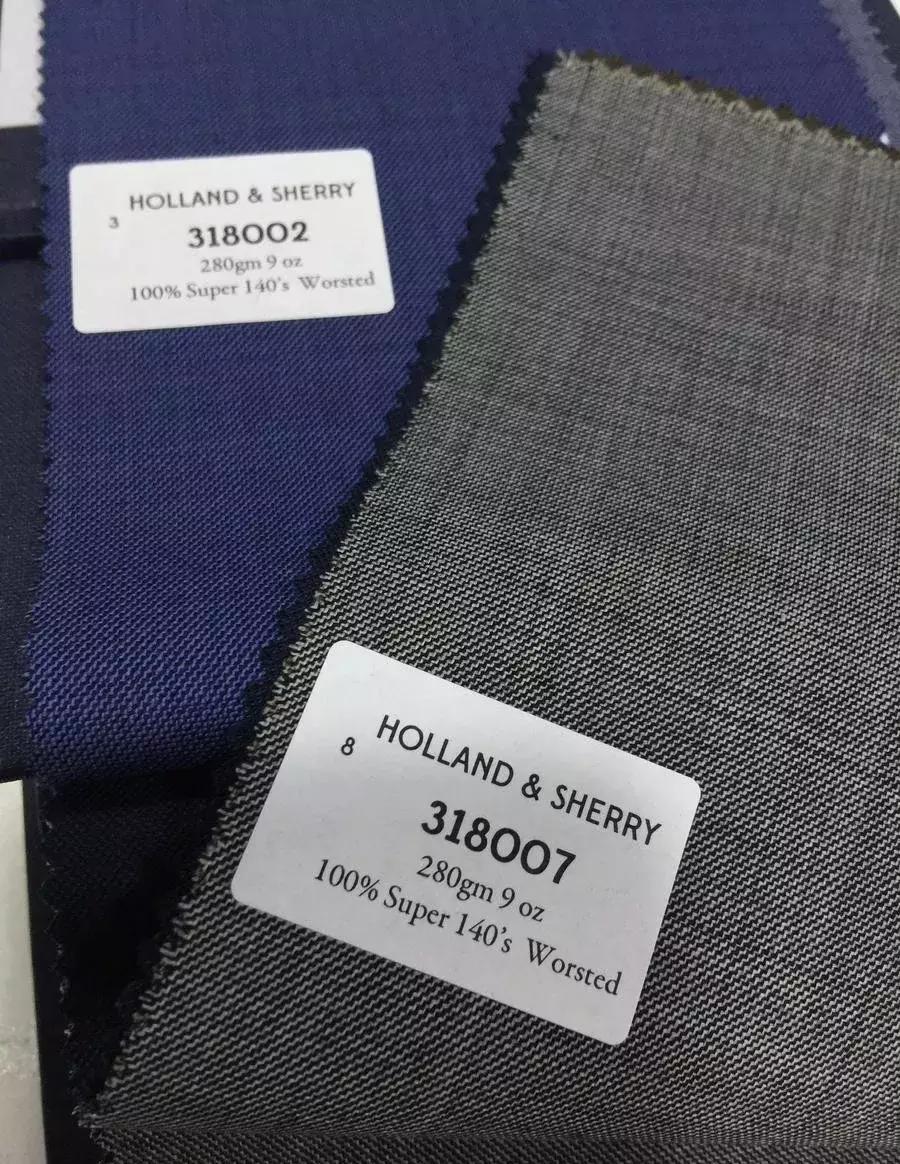 HOLLAND & SHERRY
3
318002
280gm 9 oz
100% Super 140's Worsted
HOLLAND & SHERRY
8
318007
280gm 9 oz
100% Super 140's Worsted